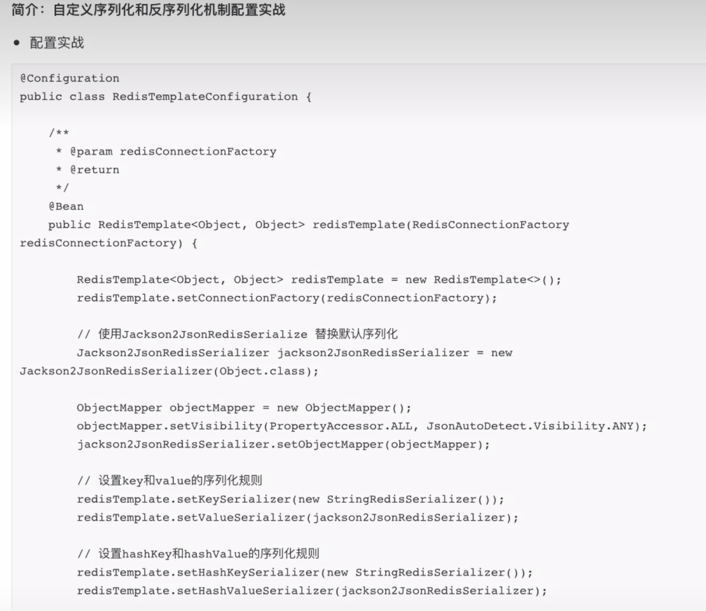 简介：自定义序列化和反序列化机制配置实战
配置实战
@Configuration
public class RedisTemplateConfiguration {
/**
* @param redisConnectionFactory
* @return
*/
@Bean
public RedisTemplate<Object, Object> redisTemplate(RedisConnectionFactory
redisConnectionFactory) {
RedisTemplate<Object, Object> redisTemplate = new RedisTemplate<>();
redisTemplate.setConnectionFactory(redisConnectionFactory);
// 使用Jackson2JsonRedisSerialize 替换默认序列化
Jackson2JsonRedisSerializer jackson2JsonRedisSerializer = new
Jackson2JsonRedisSerializer(Object.class);
ObjectMapper objectMapper = new ObjectMapper();
objectMapper.setVisibility(PropertyAccessor.ALL, JsonAutoDetect.Visibility.ANY);
jackson2JsonRedisSerializer.setObjectMapper(objectMapper);
// 设置key和value的序列化规则
redisTemplate.setKeySerializer(new StringRedisSerializer());
redisTemplate.setValueSerializer(jackson2JsonRedisSerializer);
// 设置hashKey和hashValue的序列化规则
redisTemplate.setHashKeySerializer(new StringRedisSerializer());
redisTemplate.setHashValueSerializer(jackson2JsonRedisSerializer);